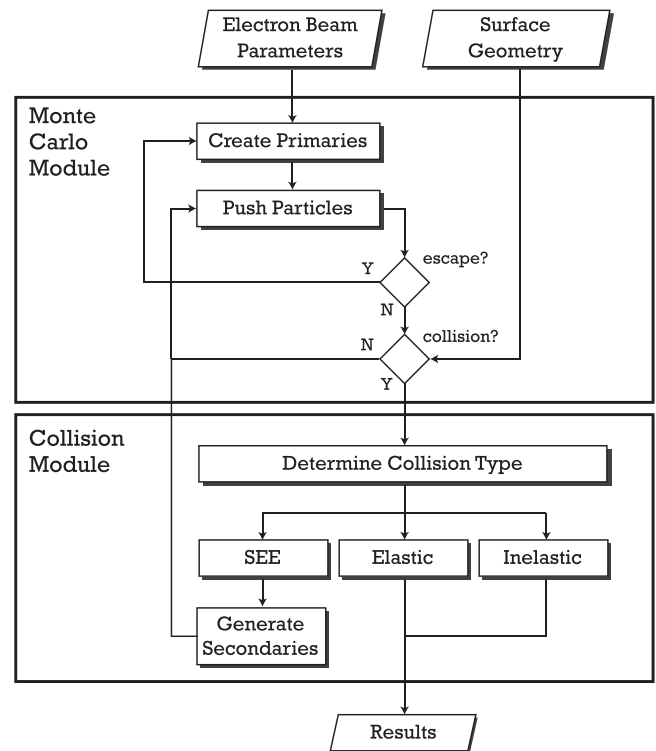 Electron Beam
Parameters
Surface
Geometry
Monte
Carlo
Module
Create Primaries
Push Particles
escape?
Y
N
collision?
N
Y
Collision
Module
Determine Collision Type
SEE
Elastic
Inelastic
Generate
Secondaries
Results